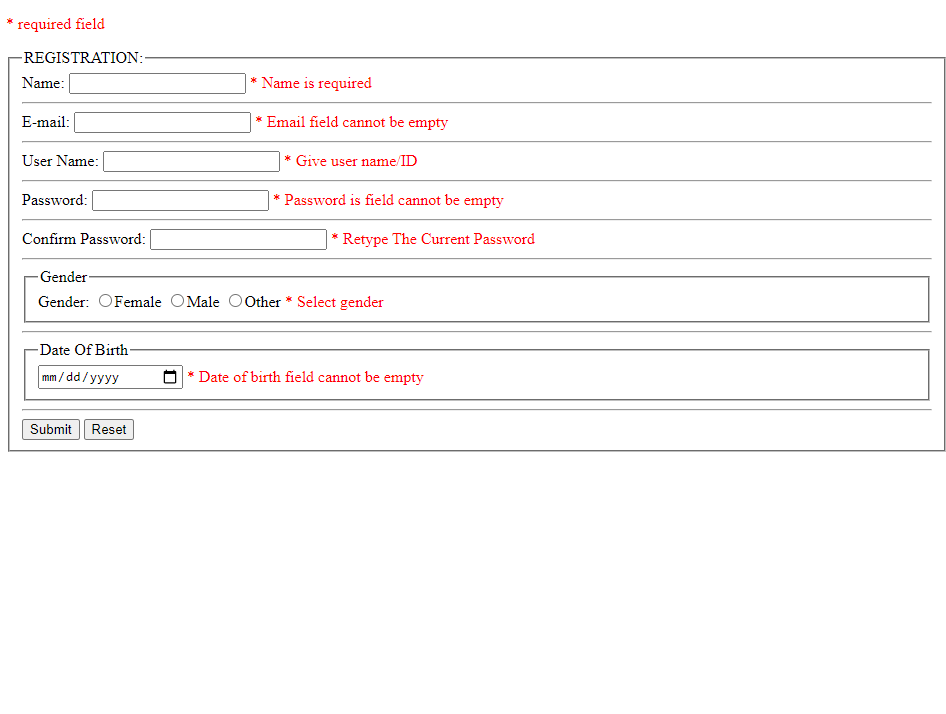 * required field
REGISTRATION:
Name: * Name is required
E-mail: * Email field cannot be empty
User Name: * Give user name/ID
Password: * Password is field cannot be empty
Confirm Password: * Retype The Current Password
Gender
Gender: Female Male Other * Select gender
Date Of Birth
mm/dd/yyyy * Date of birth field cannot be empty
Submit Reset